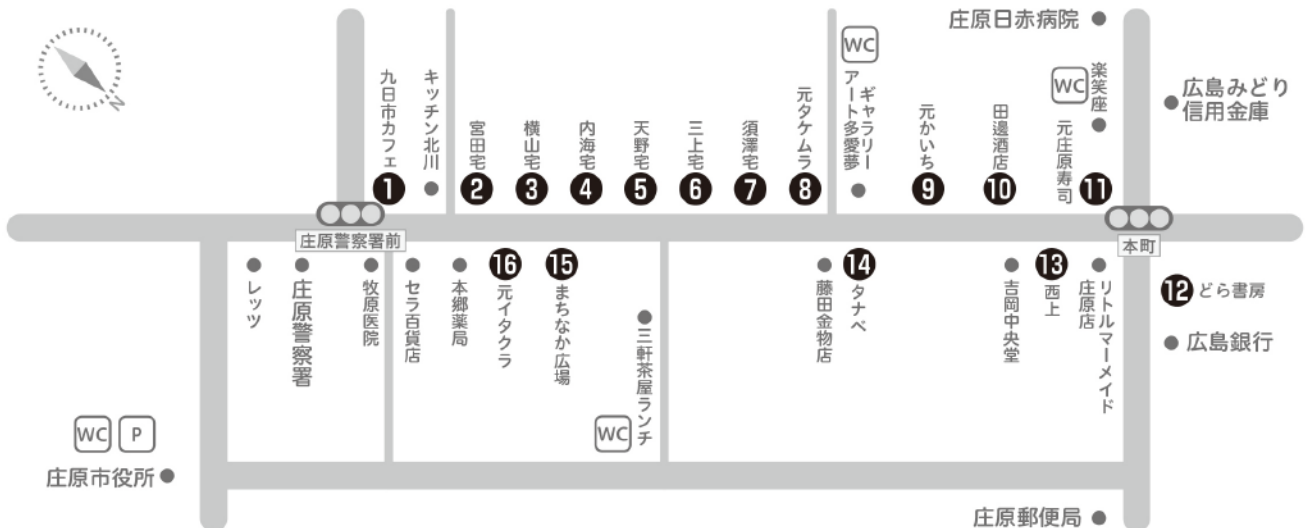 N
庄原日赤病院
WC
WC
楽笑座
広島みどり
信用金庫
九日市カフェ
キッチン北川
宮田宅
横山宅
内海宅
天野宅
三上宅
須澤宅
元タケムラ
ギャラリー
アート多愛夢
元かいち
田邊酒店
元庄原寿司
1
2
3
4
5
6
7
8
9
10
11
庄原警察署前
本町
レッツ
庄原警察署
牧原医院
セラ百貨店
本郷薬局
16
元イタクラ
15
まちなか広場
三軒茶屋ランチ
WC
藤田金物店
14
タナベ
吉岡中央堂
13
西上
リトルマーメイド
庄原店
12
どら書房
広島銀行
WC
P
庄原市役所
庄原郵便局